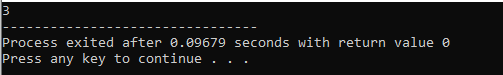 3
--------------------------------
Process exited after 0.09679 seconds with return value 0
Press any key to continue . . .